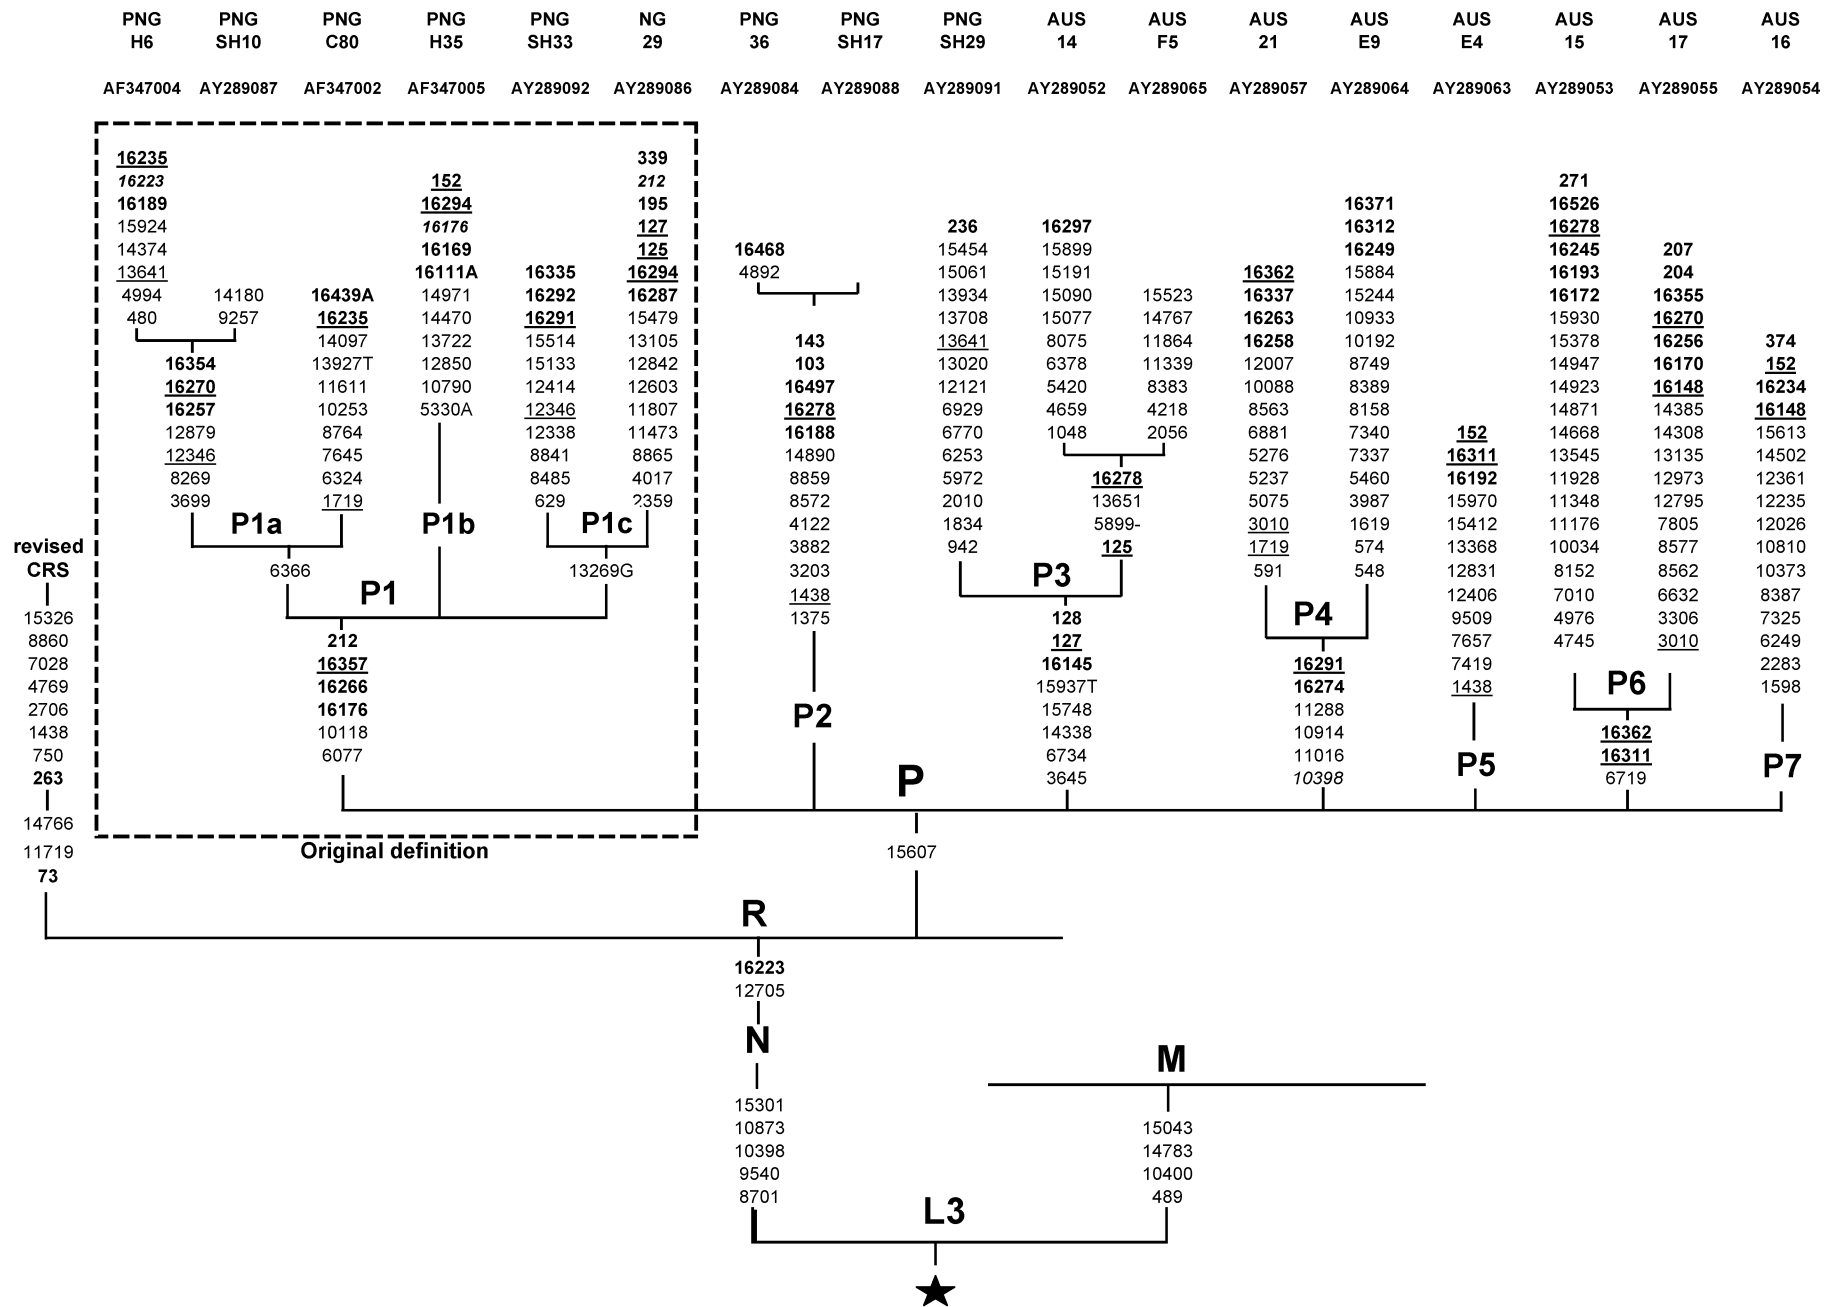 PNG PNG PNG PNG PNG NG PNG PNG PNG AUS AUS AUS AUS AUS AUS AUS AUS
H6 SH10 C80 H35 SH33 29 36 SH17 SH29 14 F5 21 E9 E4 15 17 16
AF347004 AY289087 AF347002 AF347005 AY289092 AY289086 AY289084 AY289088 AY289091 AY289052 AY289065 AY289057 AY289064 AY289063 AY289053 AY289055 AY289054
16235 339
16223 152 212 271
16189 16294 195 16371 16526
15924 16176 127 236 16297 16312 16278
14374 16169 125 16468 15454 15899 16249 16245 207
13641 16111A 16335 16294 4892 15061 15191 16362 15884 16193 204
4994 14180 16439A 14971 16292 16287 13934 15090 15523 16337 15244 16172 16355
480 9257 16235 14470 16291 15479 13708 15077 14767 16263 10933 15930 16270
14097 13722 15514 13105 143 13641 8075 11864 16258 10192 15378 16256 374
16354 13927T 12850 15133 12842 103 13020 6378 11339 12007 8749 14947 16170 152
16270 11611 10790 12414 12603 16497 12121 5420 8383 10088 8389 14923 16148 16234
16257 10253 5330A 12346 11807 16278 6929 4659 4218 8563 8158 14871 14385 16148
12879 8764 12338 11473 16188 6770 1048 2056 6881 7340 152 14668 14308 15613
12346 7645 8841 8865 14890 6253 5276 7337 16311 13545 13135 14502
8269 6324 8485 4017 8859 5972 16278 5237 5460 16192 11928 12973 12361
3699 1719 629 2359 8572 2010 13651 5075 3987 15970 11348 12795 12235
P1a P1b P1c 4122 1834 5899- 3010 1619 15412 11176 7805 12026
revised 3882 942 125 1719 574 13368 10034 8577 10810
CRS 6366 13269G 3203 P3 591 548 12831 8152 8562 10373
P1 1438 12406 7010 6632 8387
15326 1375 128 P4 9509 4976 3306 7325
8860 212 127 7657 4745 3010 6249
7028 16357 16145 16291 7419 2283
4769 16266 15937T 16274 1438 P6 1598
2706 16176 P2 15748 11288
1438 10118 14338 10914 16362
750 6077 6734 11016 P5 16311 P7
263 P 3645 10398 6719
14766
11719 Original definition 15607
73
R
16223
12705
N
M
15301
10873 15043
10398 14783
9540 10400
8701 489
L3